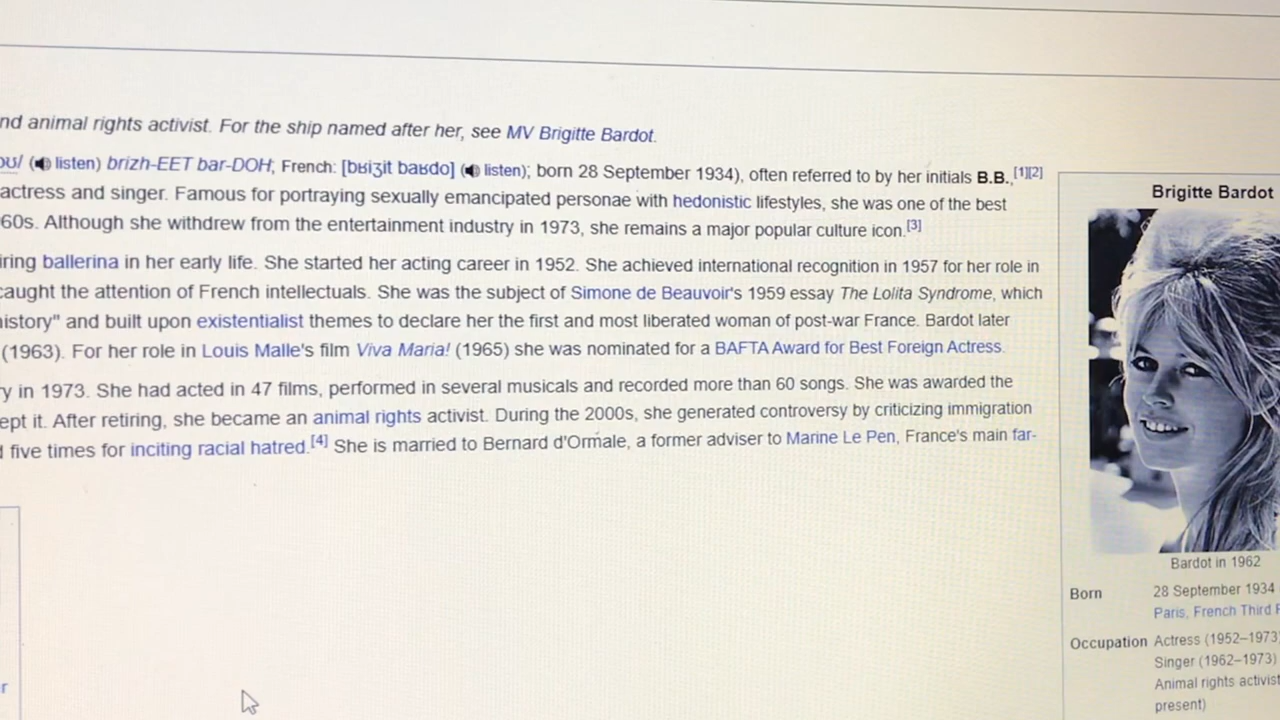 nd animal rights activist. For the ship named after her, see MV Brigitte Bardot.
oʊ/ (listen) brizh-EET bar-DOH; French: [bʁiʒit baʁdo] (listen); born 28 September 1934), often referred to by her initials B.B.,[1][2]
actress and singer. Famous for portraying sexually emancipated personae with hedonistic lifestyles, she was one of the best
60s. Although she withdrew from the entertainment industry in 1973, she remains a major popular culture icon.[3]
iring ballerina in her early life. She started her acting career in 1952. She achieved international recognition in 1957 for her role in
caught the attention of French intellectuals. She was the subject of Simone de Beauvoir's 1959 essay The Lolita Syndrome, which
istory" and built upon existentialist themes to declare her the first and most liberated woman of post-war France. Bardot later
(1963). For her role in Louis Malle's film Viva Maria! (1965) she was nominated for a BAFTA Award for Best Foreign Actress.
ry in 1973. She had acted in 47 films, performed in several musicals and recorded more than 60 songs. She was awarded the
ept it. After retiring, she became an animal rights activist. During the 2000s, she generated controversy by criticizing immigration
five times for inciting racial hatred.[4] She is married to Bernard d'Ormale, a former adviser to Marine Le Pen, France's main far-
r
Brigitte Bardot
Bardot in 1962
Born 28 September 1934
Paris, French Third
Occupation Actress (1952–1973)
Singer (1962–1973)
Animal rights activist
present)